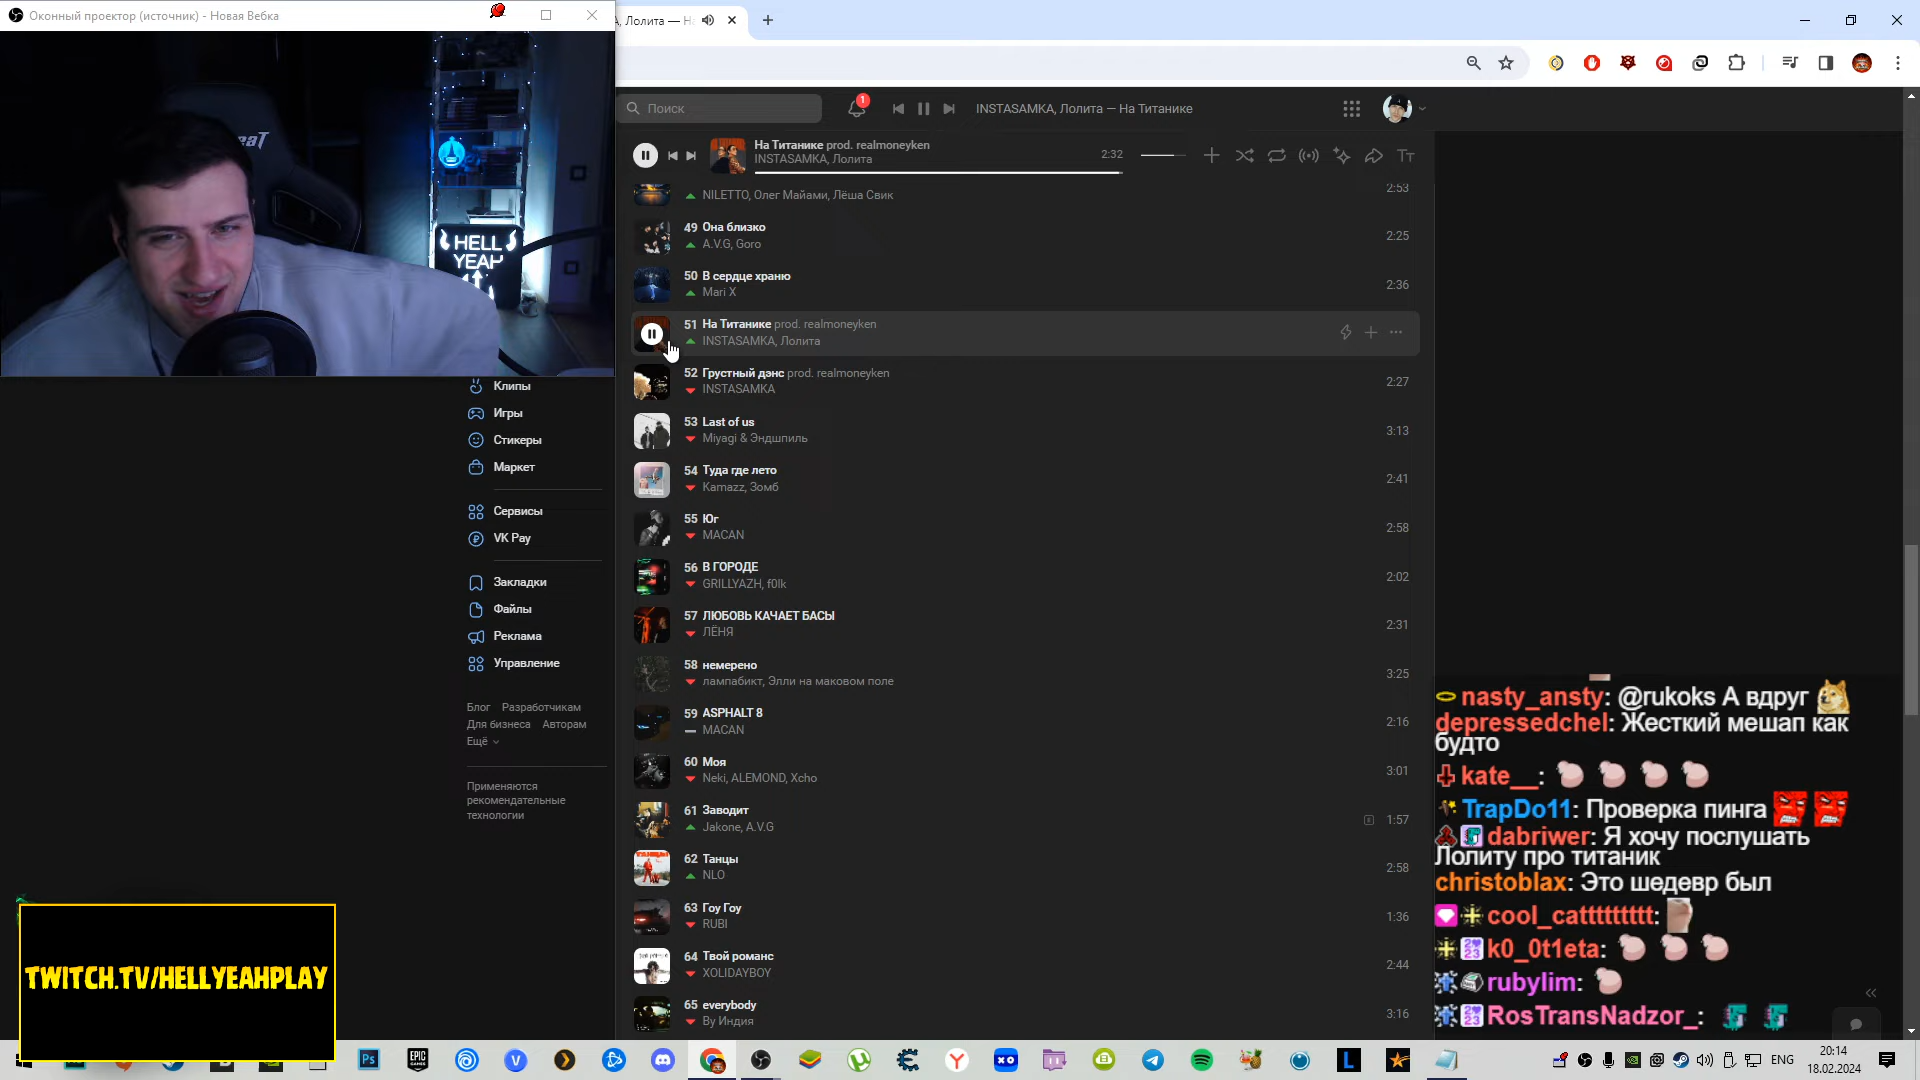 Оконный проектор (источник) - Новая Вебка
, Лолита — Н
HELL
YEAH
Поиск
1
INSTASAMKA, Лолита — На Титанике
На Титанике prod. realmoneyken
INSTASAMKA, Лолита
2:32
NILETTO, Олег Майами, Лёша Свик
2:53
49 Она близко
A.V.G, Goro
2:25
50 В сердце храню
Mari X
2:36
51 На Титанике prod. realmoneyken
INSTASAMKA, Лолита
52 Грустный дэнс prod. realmoneyken
INSTASAMKA
2:27
53 Last of us
Miyagi & Эндшпиль
3:13
54 Туда где лето
Kamazz, Зомб
2:41
55 Юг
MACAN
2:58
56 В ГОРОДЕ
GRILLYAZH, f0lk
2:02
57 ЛЮБОВЬ КАЧАЕТ БАСЫ
ЛЁНЯ
2:31
58 немерено
лампабикт, Элли на маковом поле
3:25
59 ASPHALT 8
MACAN
2:16
60 Моя
Neki, ALEMOND, Xcho
3:01
61 Заводит
Jakone, A.V.G
1:57
62 Танцы
NLO
2:58
63 Гоу Гоу
RUBI
1:36
64 Твой романс
XOLIDAYBOY
2:44
65 everybody
By Индия
3:16
Клипы
Игры
Стикеры
Маркет
Сервисы
VK Pay
Закладки
Файлы
Реклама
Управление
Блог Разработчикам
Для бизнеса Авторам
Ещё
Применяются
рекомендательные
технологии
nasty_ansty: @rukoks А вдруг
depressedchel: Жесткий мешап как
будто
kate__:
TrapDo11: Проверка пинга
dabriwer: Я хочу послушать
Лолиту про титаник
christoblax: Это шедевр был
cool_cattttttttt:
k0_0t1eta:
rubylim:
RosTransNadzor_:
TWITCH.TV/HELLYEAHPLAY
Ps
EPIC
GAMES
ENG
20:14
18.02.2024